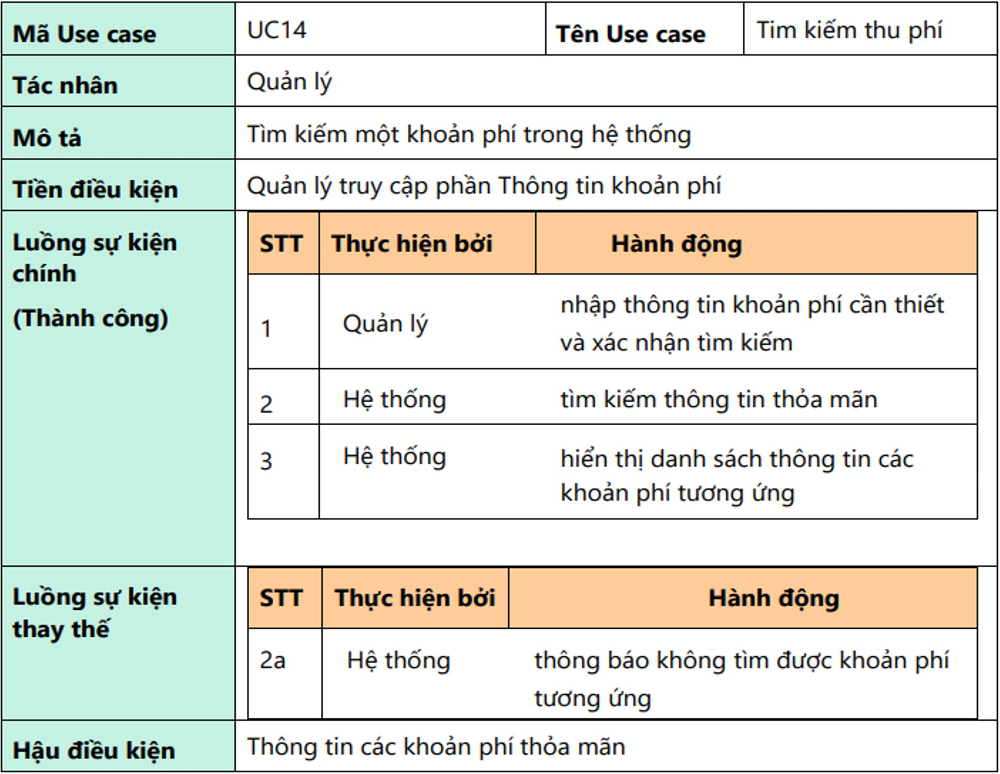 Mã Use case UC14 Tên Use case Tim kiếm thu phí
Tác nhân Quản lý
Mô tả Tìm kiếm một khoản phí trong hệ thống
Tiền điều kiện Quản lý truy cập phần Thông tin khoản phí
Luồng sự kiện
chính
(Thành công)
STT Thực hiện bởi Hành động
1 Quản lý nhập thông tin khoản phí cần thiết
và xác nhận tìm kiếm
2 Hệ thống tìm kiếm thông tin thỏa mãn
3 Hệ thống hiển thị danh sách thông tin các
khoản phí tương ứng
Luồng sự kiện
thay thế
STT Thực hiện bởi Hành động
2a Hệ thống thông báo không tìm được khoản phí
tương ứng
Hậu điều kiện Thông tin các khoản phí thỏa mãn